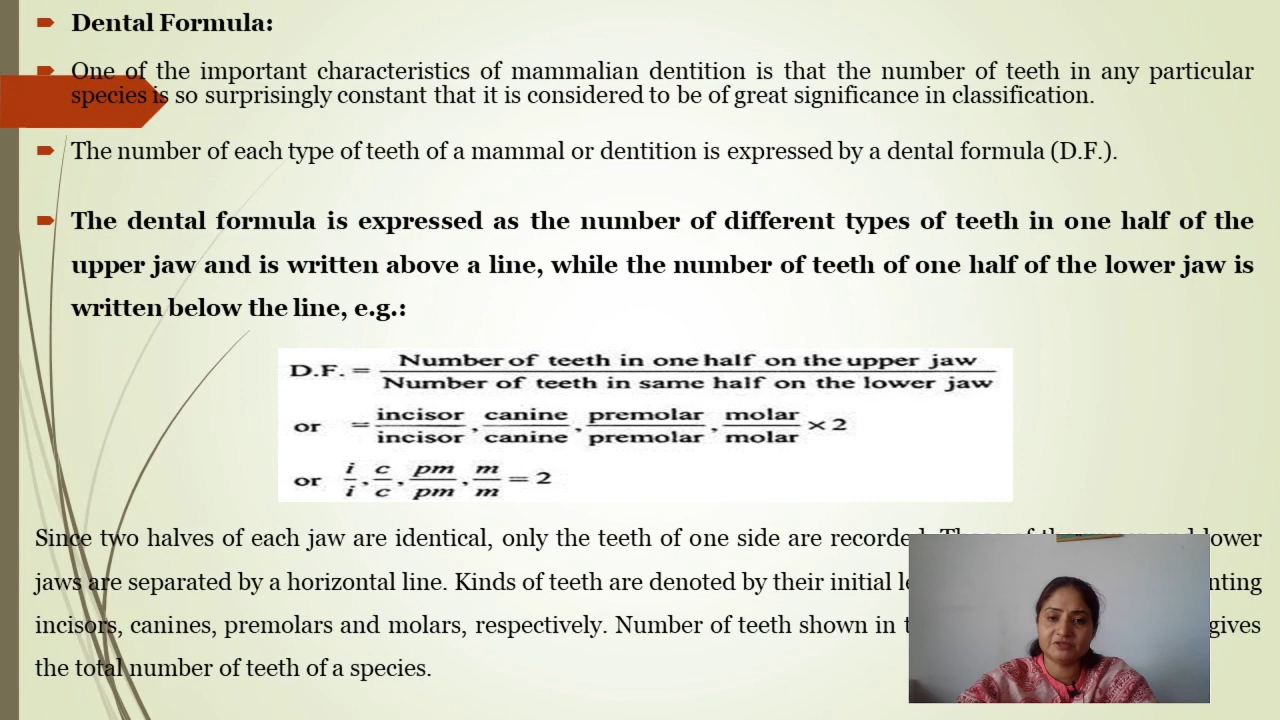 Dental Formula:
One of the important characteristics of mammalian dentition is that the number of teeth in any particular
species is so surprisingly constant that it is considered to be of great significance in classification.
The number of each type of teeth of a mammal or dentition is expressed by a dental formula (D.F.).
The dental formula is expressed as the number of different types of teeth in one half of the
upper jaw and is written above a line, while the number of teeth of one half of the lower jaw is
written below the line, e.g.:
Number of teeth in one half on the upper jaw
D.F. =
Number of teeth in same half on the lower jaw
incisor , canine , premolar , molar
or = × 2
incisor canine premolar molar
i , c , pm , m
or = 2
i c pm m
Since two halves of each jaw are identical, only the teeth of one side are lower
jaws are separated by a horizontal line. Kinds of teeth are denoted by their initial
incisors, canines, premolars and molars, respectively. Number of teeth shown in gives
the total number of teeth of a species.